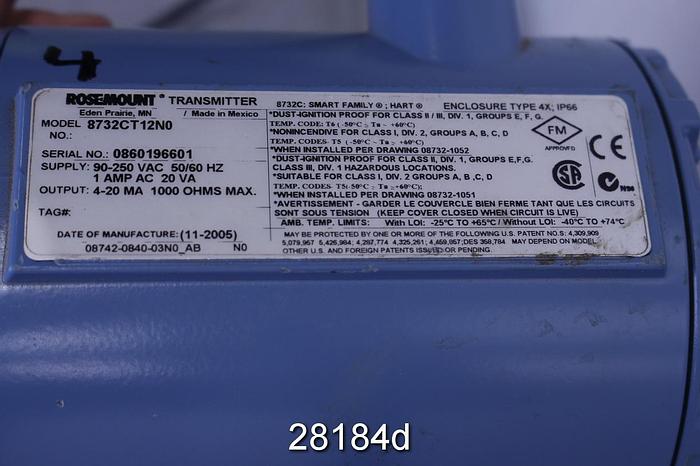 4
ROSEMOUNT® TRANSMITTER
Eden Prairie, MN / Made in Mexico
MODEL NO.: 8732CT12N0
SERIAL NO.: 0860196601
SUPPLY: 90-250 VAC 50/60 HZ
1 AMP AC 20 VA
OUTPUT: 4-20 MA 1000 OHMS MAX.
TAG#:
DATE OF MANUFACTURE: (11-2005)
08742-0840-03N0_AB N0
8732C: SMART FAMILY ® ; HART ® ENCLOSURE TYPE 4X; IP66
*DUST-IGNITION PROOF FOR CLASS II / III, DIV. 1, GROUPS E, F, G.
TEMP. CODE: T6 ( -50°C ≤ Ta ≤ +60°C)
*NONINCENDIVE FOR CLASS I, DIV. 2, GROUPS A, B, C, D
TEMP. CODES- T5 (-50°C ≤ Ta ≤ +60°C)
*WHEN INSTALLED PER DRAWING 08732-1052
*DUST-IGNITION PROOF FOR CLASS II, DIV. 1, GROUPS E,F,G.
CLASS III, DIV. 1 HAZARDOUS LOCATIONS.
*SUITABLE FOR CLASS I, DIV. 2, GROUPS A, B, C, D
TEMP. CODES- T5(-50°C ≤ Ta ≤ +60°C);
*WHEN INSTALLED PER DRAWING 08732-1051
*AVERTISSEMENT - GARDER LE COUVERCLE BIEN FERME TANT QUE LES CIRCUITS
SONT SOUS TENSION (KEEP COVER CLOSED WHEN CIRCUIT IS LIVE)
AMB. TEMP. LIMITS: With LOI: -25°C TO +65°C / Without LOI: -40°C TO +74°C
MAY BE PROTECTED BY ONE OR MORE OF THE FOLLOWING U.S. PATENT NO.S: 4,309,909
5,079,957 5,426,984; 4,287,774 4,325,261; 4,459,857;DES 358,784 MAY DEPEND ON MODEL.
OTHER U.S. AND FOREIGN PATENTS ISSUED OR PENDING.
FM
APPROVED
SA
CE
N96
28184d